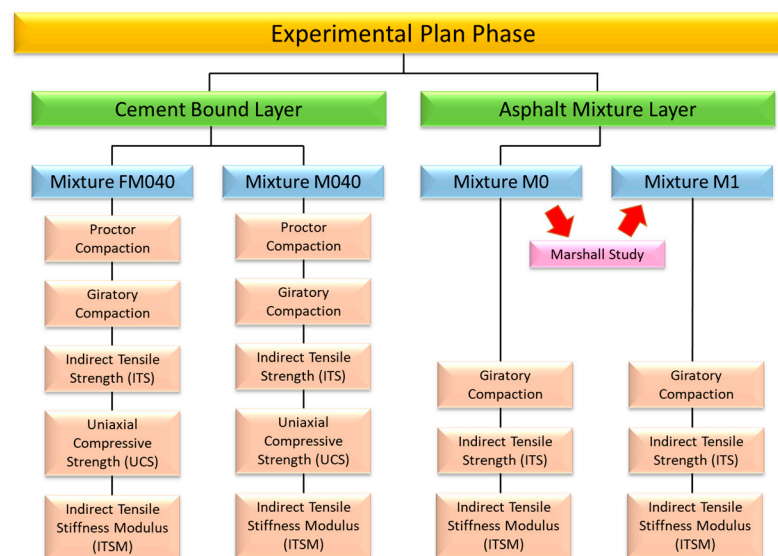 Experimental Plan Phase
Cement Bound Layer
Asphalt Mixture Layer
Mixture FM040
Mixture M040
Mixture M0
Mixture M1
Proctor
Compaction
Giratory
Compaction
Indirect Tensile
Strength (ITS)
Uniaxial
Compressive
Strength (UCS)
Indirect Tensile
Stiffness Modulus
(ITSM)
Proctor
Compaction
Giratory
Compaction
Indirect Tensile
Strength (ITS)
Uniaxial
Compressive
Strength (UCS)
Indirect Tensile
Stiffness Modulus
(ITSM)
Marshall Study
Giratory
Compaction
Indirect Tensile
Strength (ITS)
Indirect Tensile
Stiffness Modulus
(ITSM)
Giratory
Compaction
Indirect Tensile
Strength (ITS)
Indirect Tensile
Stiffness Modulus
(ITSM)